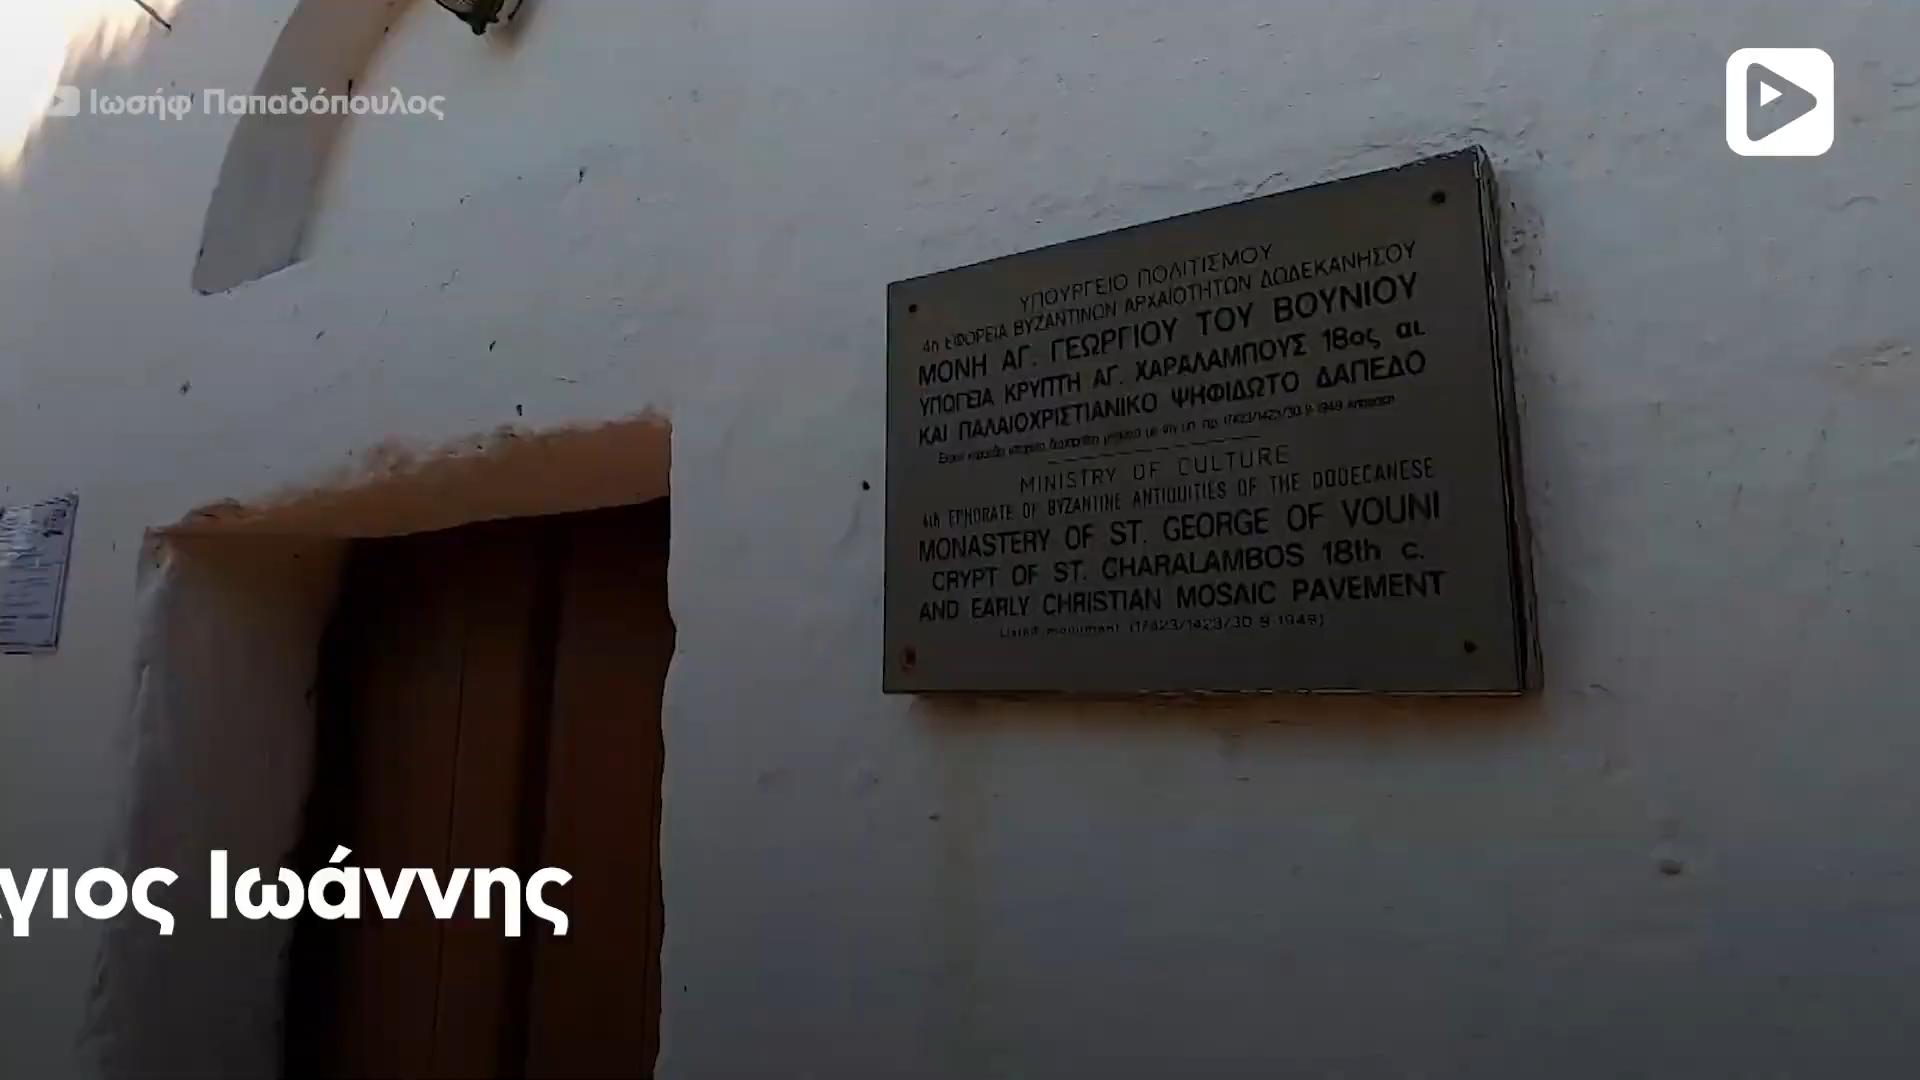 Ιωσήφ Παπαδόπουλος
ΥΠΟΥΡΓΕΙΟ ΠΟΛΙΤΙΣΜΟΥ
4η ΕΦΟΡΕΙΑ ΒΥΖΑΝΤΙΝΩΝ ΑΡΧΑΙΟΤΗΤΩΝ ΔΩΔΕΚΑΝΗΣΟΥ
ΜΟΝΗ ΑΓ. ΓΕΩΡΓΙΟΥ ΤΟΥ ΒΟΥΝΙΟΥ
ΥΠΟΓΕΙΑ ΚΡΥΠΤΗ ΑΓ. ΧΑΡΑΛΑΜΠΟΥΣ 18ος αι.
ΚΑΙ ΠΑΛΑΙΟΧΡΙΣΤΙΑΝΙΚΟ ΨΗΦΙΔΩΤΟ ΔΑΠΕΔΟ
MINISTRY OF CULTURE
4th EPHORATE OF BYZANTINE ANTIQUITIES OF THE DODECANESE
MONASTERY OF ST. GEORGE OF VOUNI
CRYPT OF ST. CHARALAMBOS 18th c.
AND EARLY CHRISTIAN MOSAIC PAVEMENT
Listed monument (17423/1423/30 9 1949)
γιος Ιωάννης